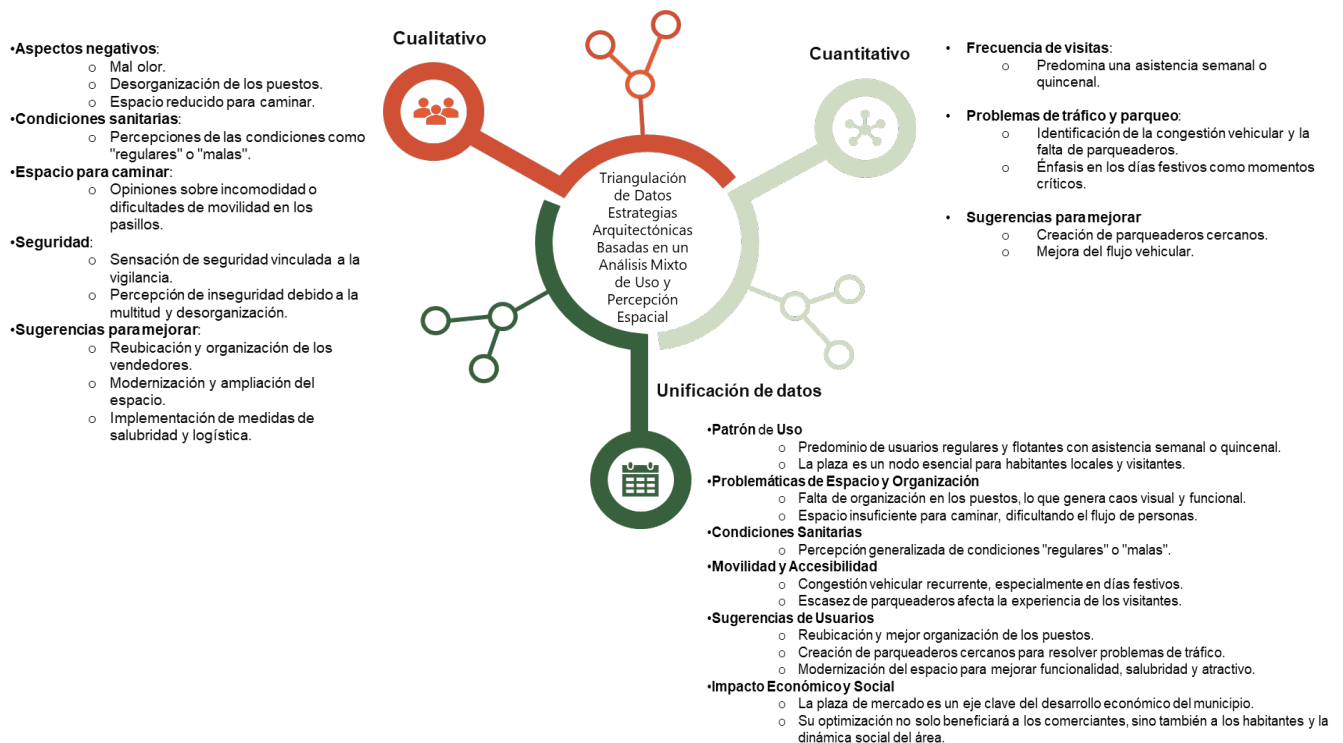 Cualitativo
•Aspectos negativos:
o Mal olor.
o Desorganización de los puestos.
o Espacio reducido para caminar.
•Condiciones sanitarias:
o Percepciones de las condiciones como
"regulares" o "malas".
•Espacio para caminar:
o Opiniones sobre incomodidad o
dificultades de movilidad en los
pasillos.
•Seguridad:
o Sensación de seguridad vinculada a la
vigilancia.
o Percepción de inseguridad debido a la
multitud y desorganización.
•Sugerencias para mejorar:
o Reubicación y organización de los
vendedores.
o Modernización y ampliación del
espacio.
o Implementación de medidas de
salubridad y logística.
Triangulación
de Datos
Estrategias
Arquitectónicas
Basadas en un
Análisis Mixto
de Uso y
Percepción
Espacial
Cuantitativo
• Frecuencia de visitas:
o Predomina una asistencia semanal o
quincenal.
• Problemas de tráfico y parqueo:
o Identificación de la congestión vehicular y la
falta de parqueaderos.
o Énfasis en los días festivos como momentos
críticos.
• Sugerencias para mejorar
o Creación de parqueaderos cercanos.
o Mejora del flujo vehicular.
Unificación de datos
•Patrón de Uso
o Predominio de usuarios regulares y flotantes con asistencia semanal o quincenal.
o La plaza es un nodo esencial para habitantes locales y visitantes.
•Problemáticas de Espacio y Organización
o Falta de organización en los puestos, lo que genera caos visual y funcional.
o Espacio insuficiente para caminar, dificultando el flujo de personas.
•Condiciones Sanitarias
o Percepción generalizada de condiciones "regulares" o "malas".
•Movilidad y Accesibilidad
o Congestión vehicular recurrente, especialmente en días festivos.
o Escasez de parqueaderos afecta la experiencia de los visitantes.
•Sugerencias de Usuarios
o Reubicación y mejor organización de los puestos.
o Creación de parqueaderos cercanos para resolver problemas de tráfico.
o Modernización del espacio para mejorar funcionalidad, salubridad y atractivo.
•Impacto Económico y Social
o La plaza de mercado es un eje clave del desarrollo económico del municipio.
o Su optimización no solo beneficiará a los comerciantes, sino también a los habitantes y la
dinámica social del área.